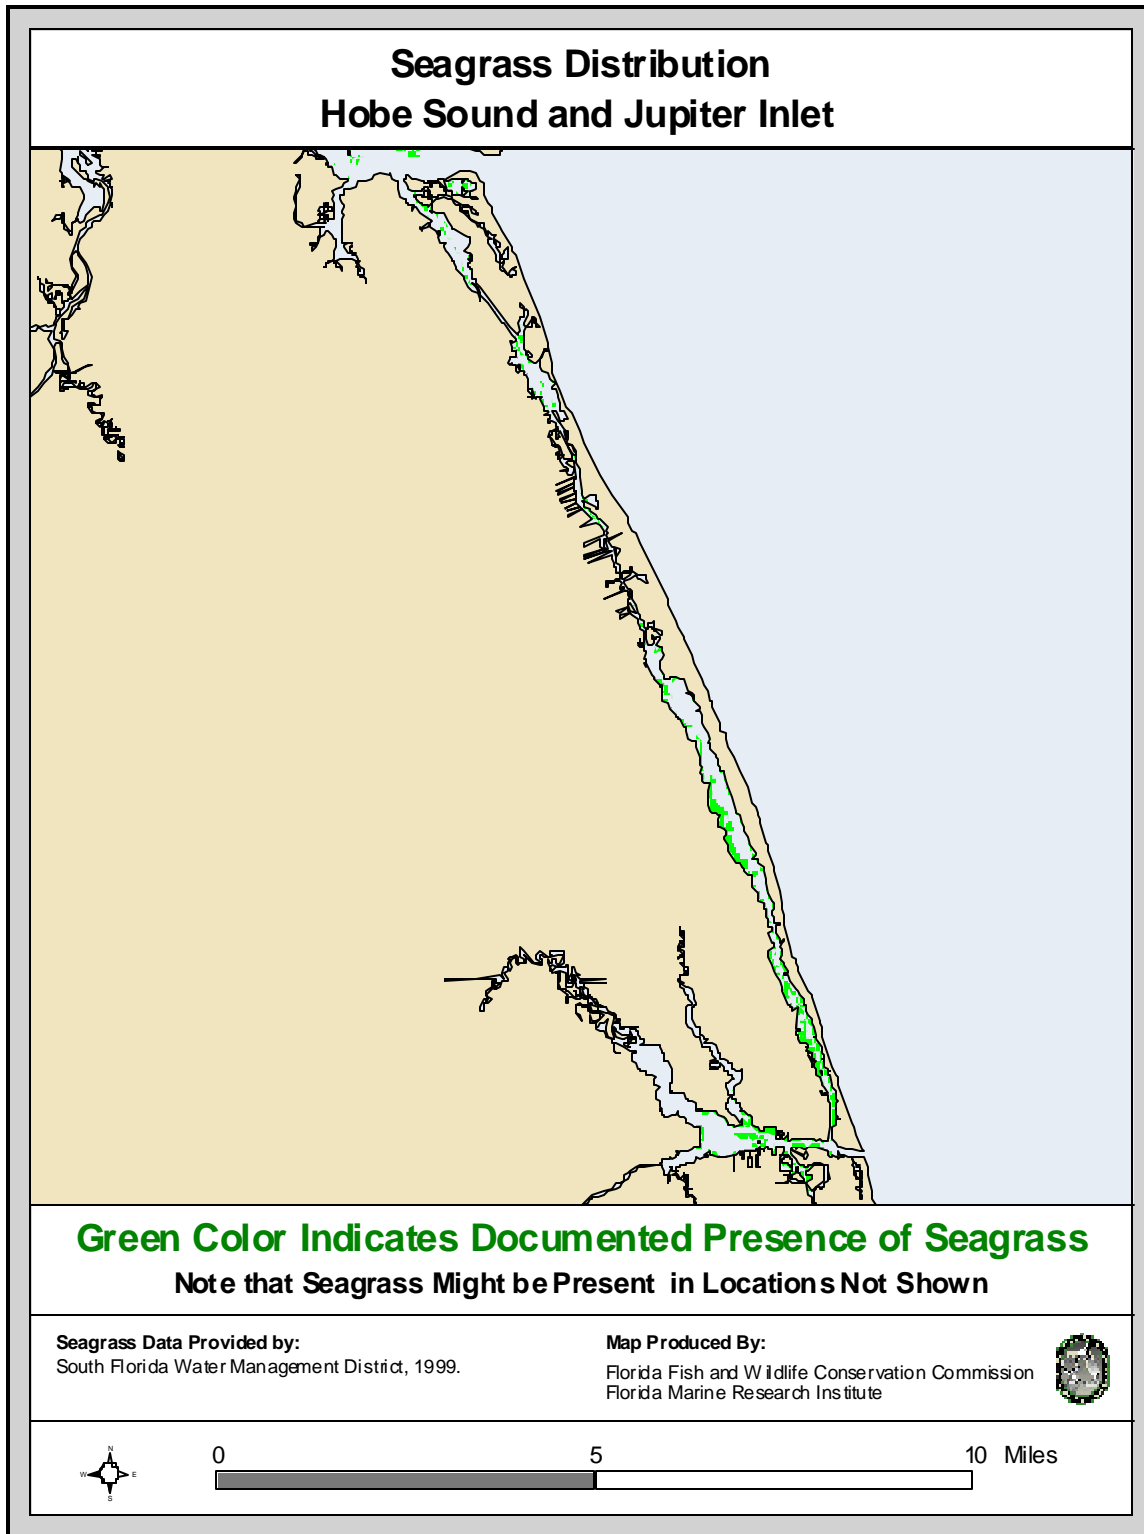 Seagrass Distribution
Hobe Sound and Jupiter Inlet
Green Color Indicates Documented Presence of Seagrass
Note that Seagrass Might be Present in Locations Not Shown
Seagrass Data Provided by:
South Florida Water Management District, 1999.
Map Produced By:
Florida Fish and Wildlife Conservation Commission
Florida Marine Research Institute
N
W E
S
0 5 10 Miles